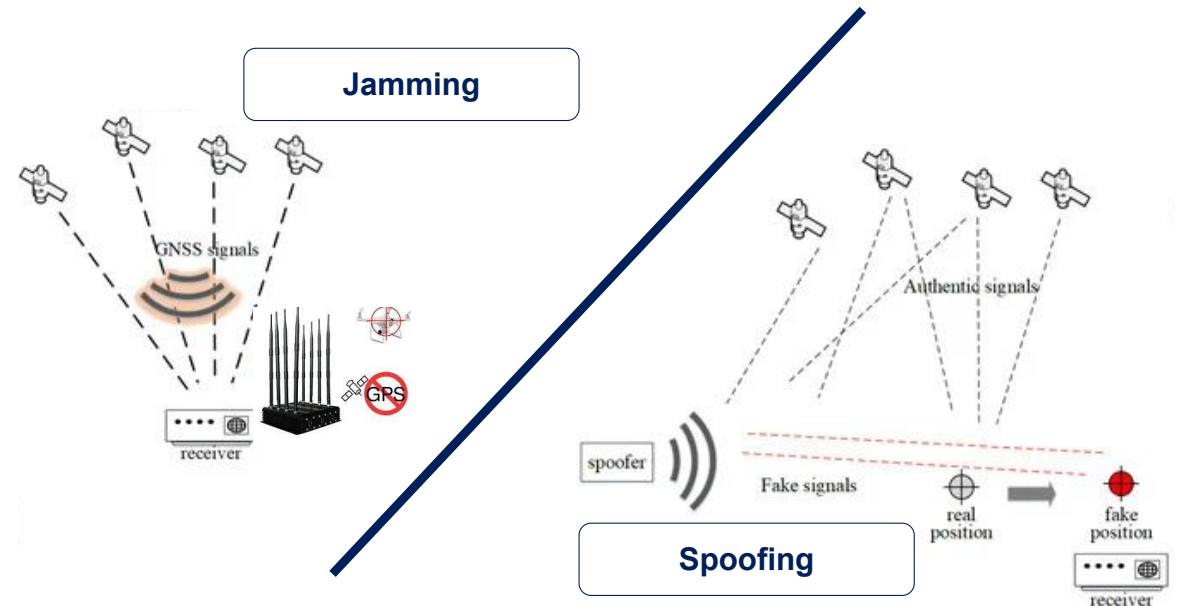 Jamming
GNSS signals
GPS
receiver
Authentic signals
spoofer
Fake signals
real
position
fake
position
Spoofing
receiver